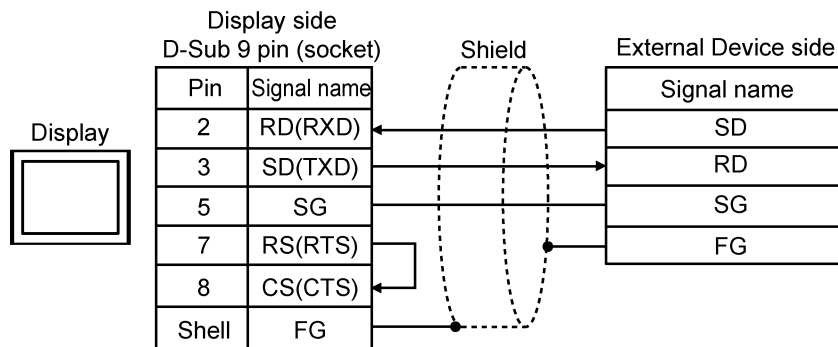 Display side
D-Sub 9 pin (socket)
Shield
External Device side
Pin Signal name
Signal name
Display
2 RD(RXD)
SD
3 SD(TXD)
RD
5 SG
SG
7 RS(RTS)
FG
8 CS(CTS)
Shell FG